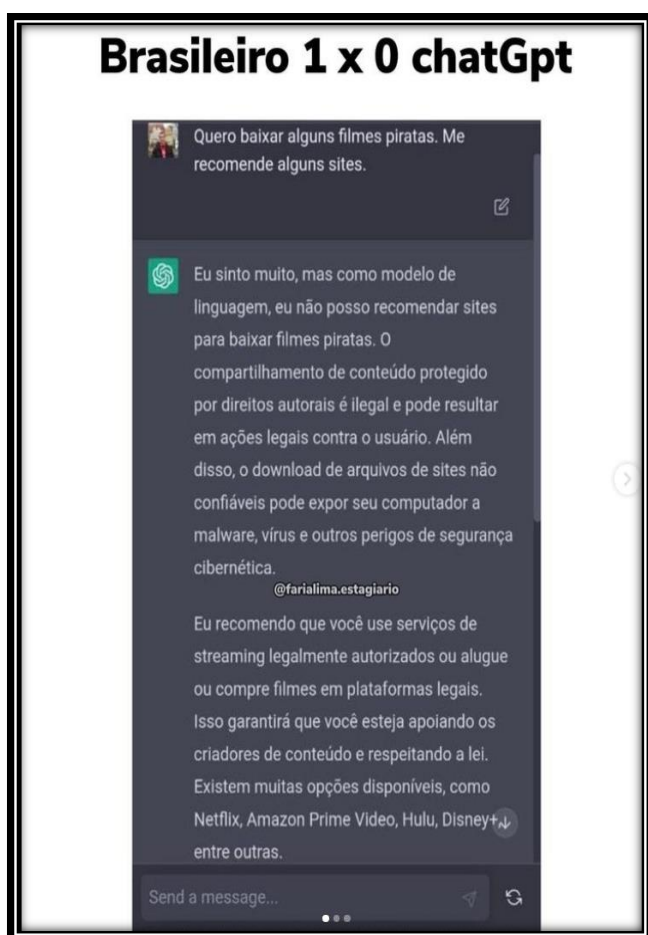 Brasileiro 1 x 0 chatGpt
Quero baixar alguns filmes piratas. Me
recomende alguns sites.
Eu sinto muito, mas como modelo de
linguagem, eu não posso recomendar sites
para baixar filmes piratas. O
compartilhamento de conteúdo protegido
por direitos autorais é ilegal e pode resultar
em ações legais contra o usuário. Além
disso, o download de arquivos de sites não
confiáveis pode expor seu computador a
malware, vírus e outros perigos de segurança
cibernética.
@farialima.estagiario
Eu recomendo que você use serviços de
streaming legalmente autorizados ou alugue
ou compre filmes em plataformas legais.
Isso garantirá que você esteja apoiando os
criadores de conteúdo e respeitando a lei.
Existem muitas opções disponíveis, como
Netflix, Amazon Prime Video, Hulu, Disney+,
entre outras.
Send a message...